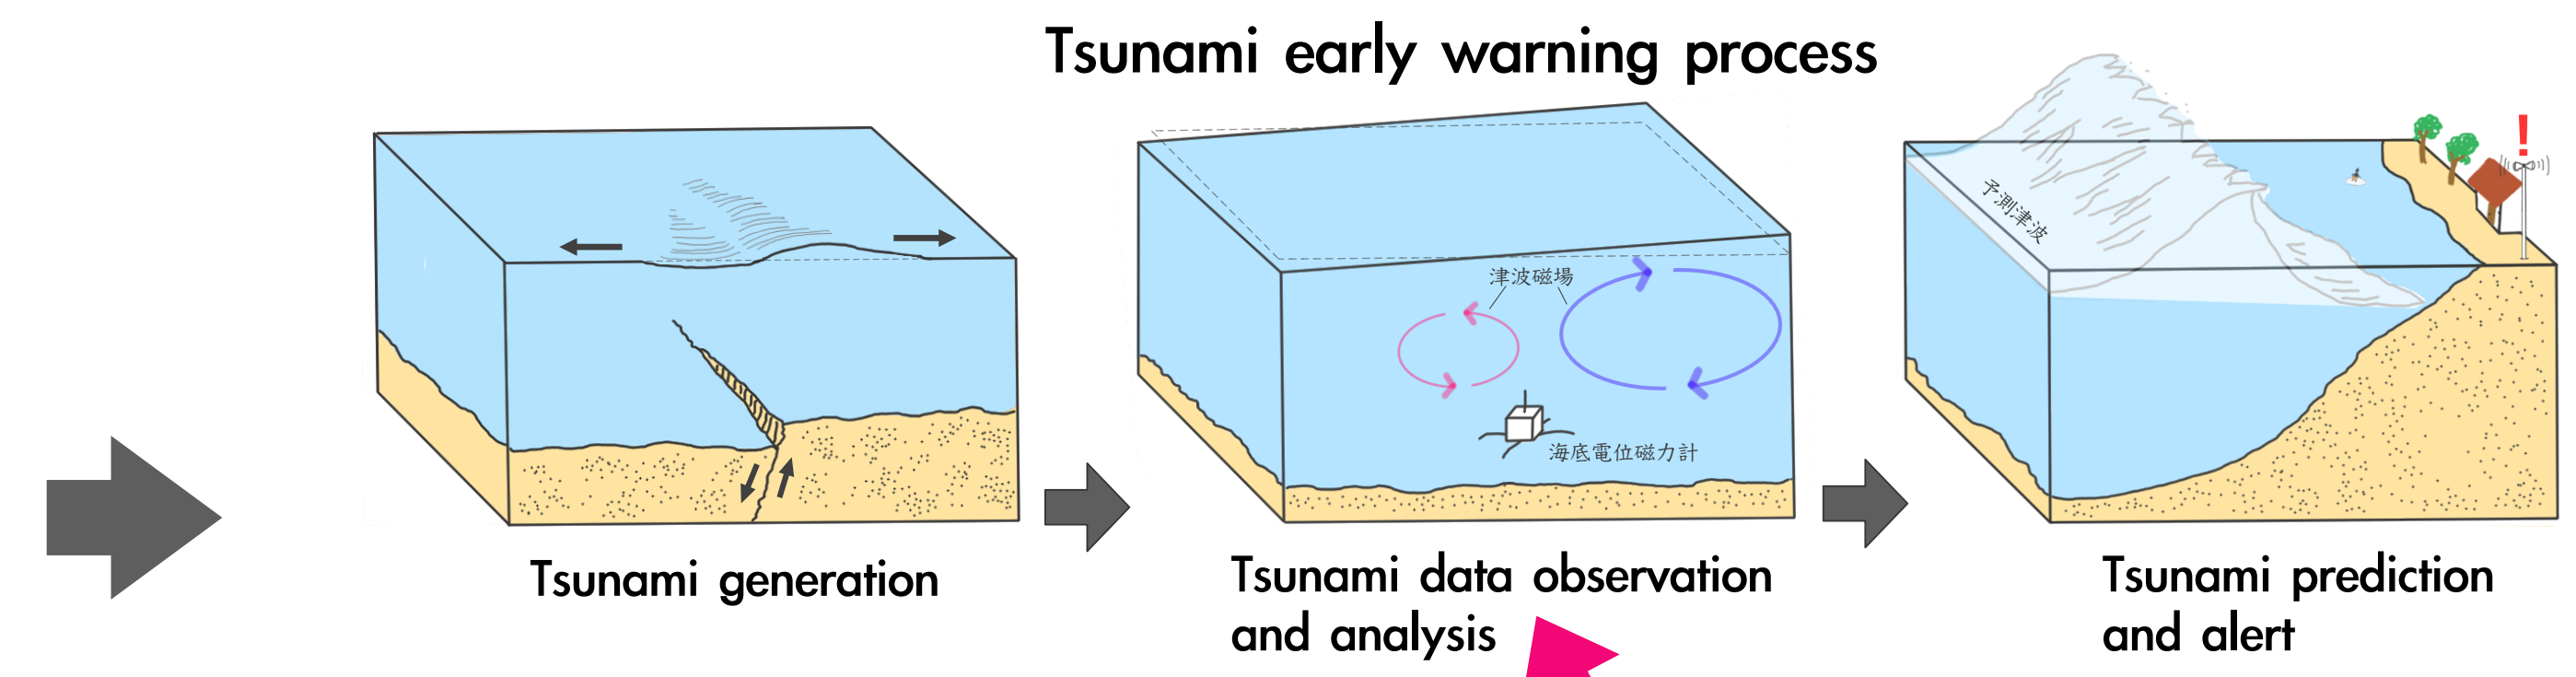 Tsunami early warning process
予測津波
津波磁場
海底電位磁力計
Tsunami generation
Tsunami data observation
and analysis
Tsunami prediction
and alert
!